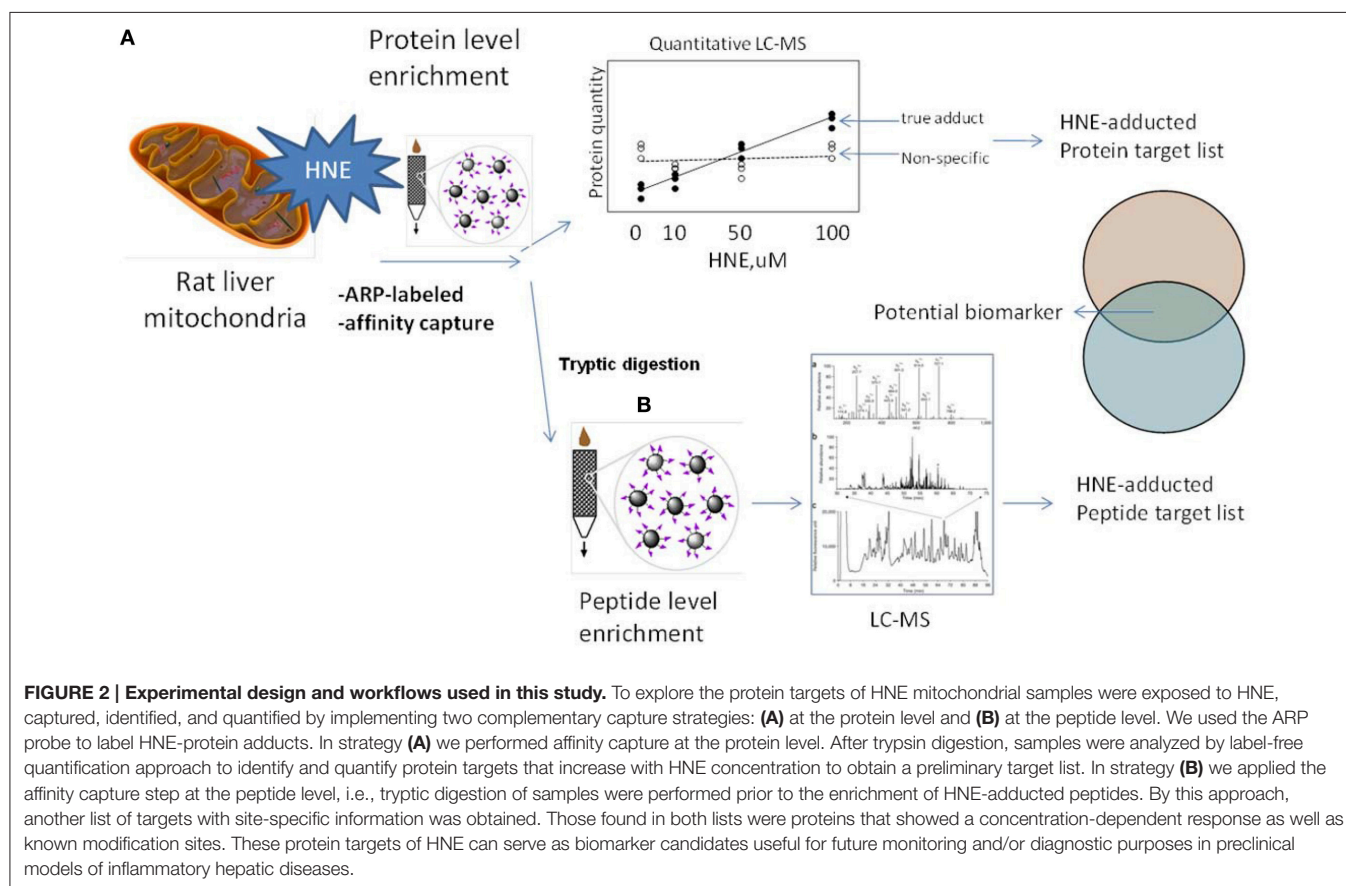 A
Protein level
enrichment
HNE
Rat liver
mitochondria
-ARP-labeled
-affinity capture
Quantitative LC-MS
Protein quantity
true adduct
Non-specific
0 10 50 100
HNE,uM
HNE-adducted
Protein target list
Potential biomarker
Tryptic digestion
B
Peptide level
enrichment
a
b
c
LC-MS
HNE-adducted
Peptide target list
FIGURE 2 | Experimental design and workflows used in this study. To explore the protein targets of HNE mitochondrial samples were exposed to HNE,
captured, identified, and quantified by implementing two complementary capture strategies: (A) at the protein level and (B) at the peptide level. We used the ARP
probe to label HNE-protein adducts. In strategy (A) we performed affinity capture at the protein level. After trypsin digestion, samples were analyzed by label-free
quantification approach to identify and quantify protein targets that increase with HNE concentration to obtain a preliminary target list. In strategy (B) we applied the
affinity capture step at the peptide level, i.e., tryptic digestion of samples were performed prior to the enrichment of HNE-adducted peptides. By this approach,
another list of targets with site-specific information was obtained. Those found in both lists were proteins that showed a concentration-dependent response as well as
known modification sites. These protein targets of HNE can serve as biomarker candidates useful for future monitoring and/or diagnostic purposes in preclinical
models of inflammatory hepatic diseases.